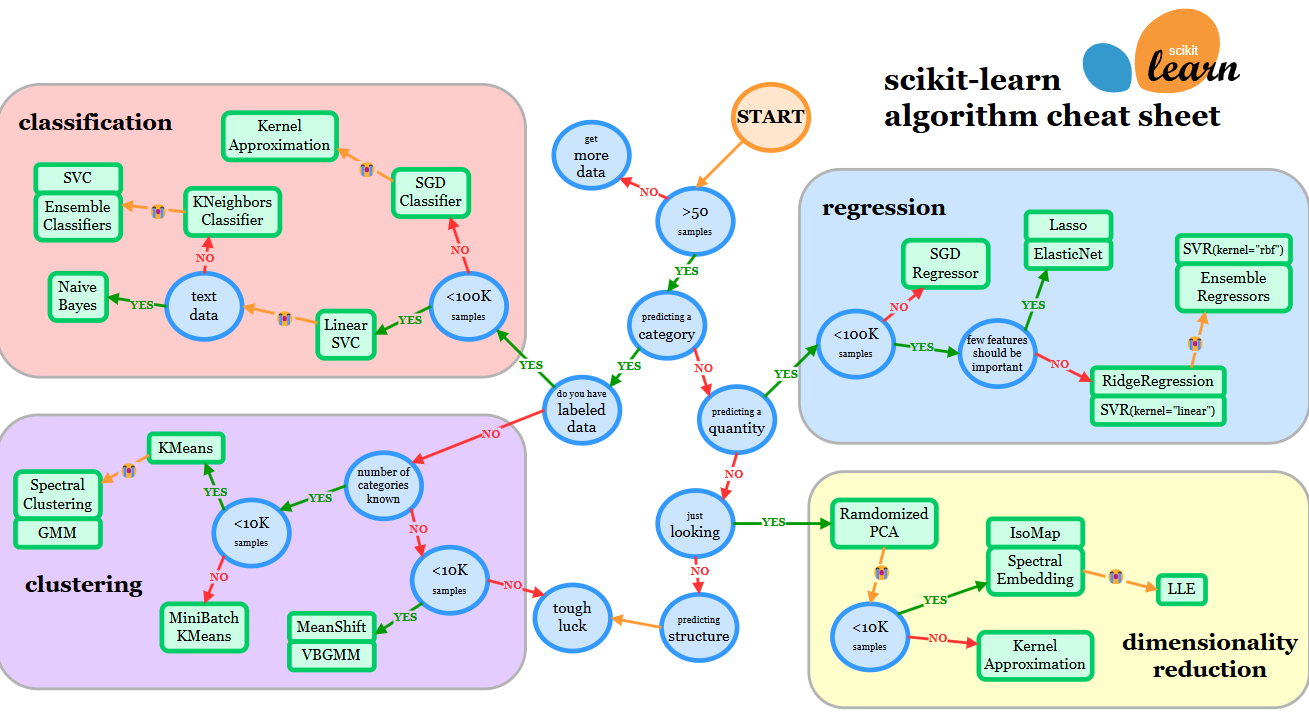 scikit
learn
scikit-learn
algorithm cheat sheet
START
get
more
data
NO
>50
samples
YES
predicting a
category
YES
NO
do you have
labeled
data
YES
NO
predicting a
quantity
YES
NO
just
looking
YES
NO
predicting
structure
tough
luck
classification
Kernel
Approximation
SGD
Classifier
NO
<100K
samples
YES
Linear
SVC
text
data
NO
YES
KNeighbors
Classifier
SVC
Ensemble
Classifiers
Naive
Bayes
regression
<100K
samples
NO
SGD
Regressor
YES
few features
should be
important
YES
Lasso
ElasticNet
NO
RidgeRegression
SVR(kernel="linear")
SVR(kernel="rbf")
Ensemble
Regressors
clustering
number of
categories
known
YES
NO
<10K
samples
YES
KMeans
Spectral
Clustering
GMM
NO
MiniBatch
KMeans
<10K
samples
YES
NO
MeanShift
VBGMM
dimensionality
reduction
Randomized
PCA
<10K
samples
YES
IsoMap
Spectral
Embedding
LLE
NO
Kernel
Approximation